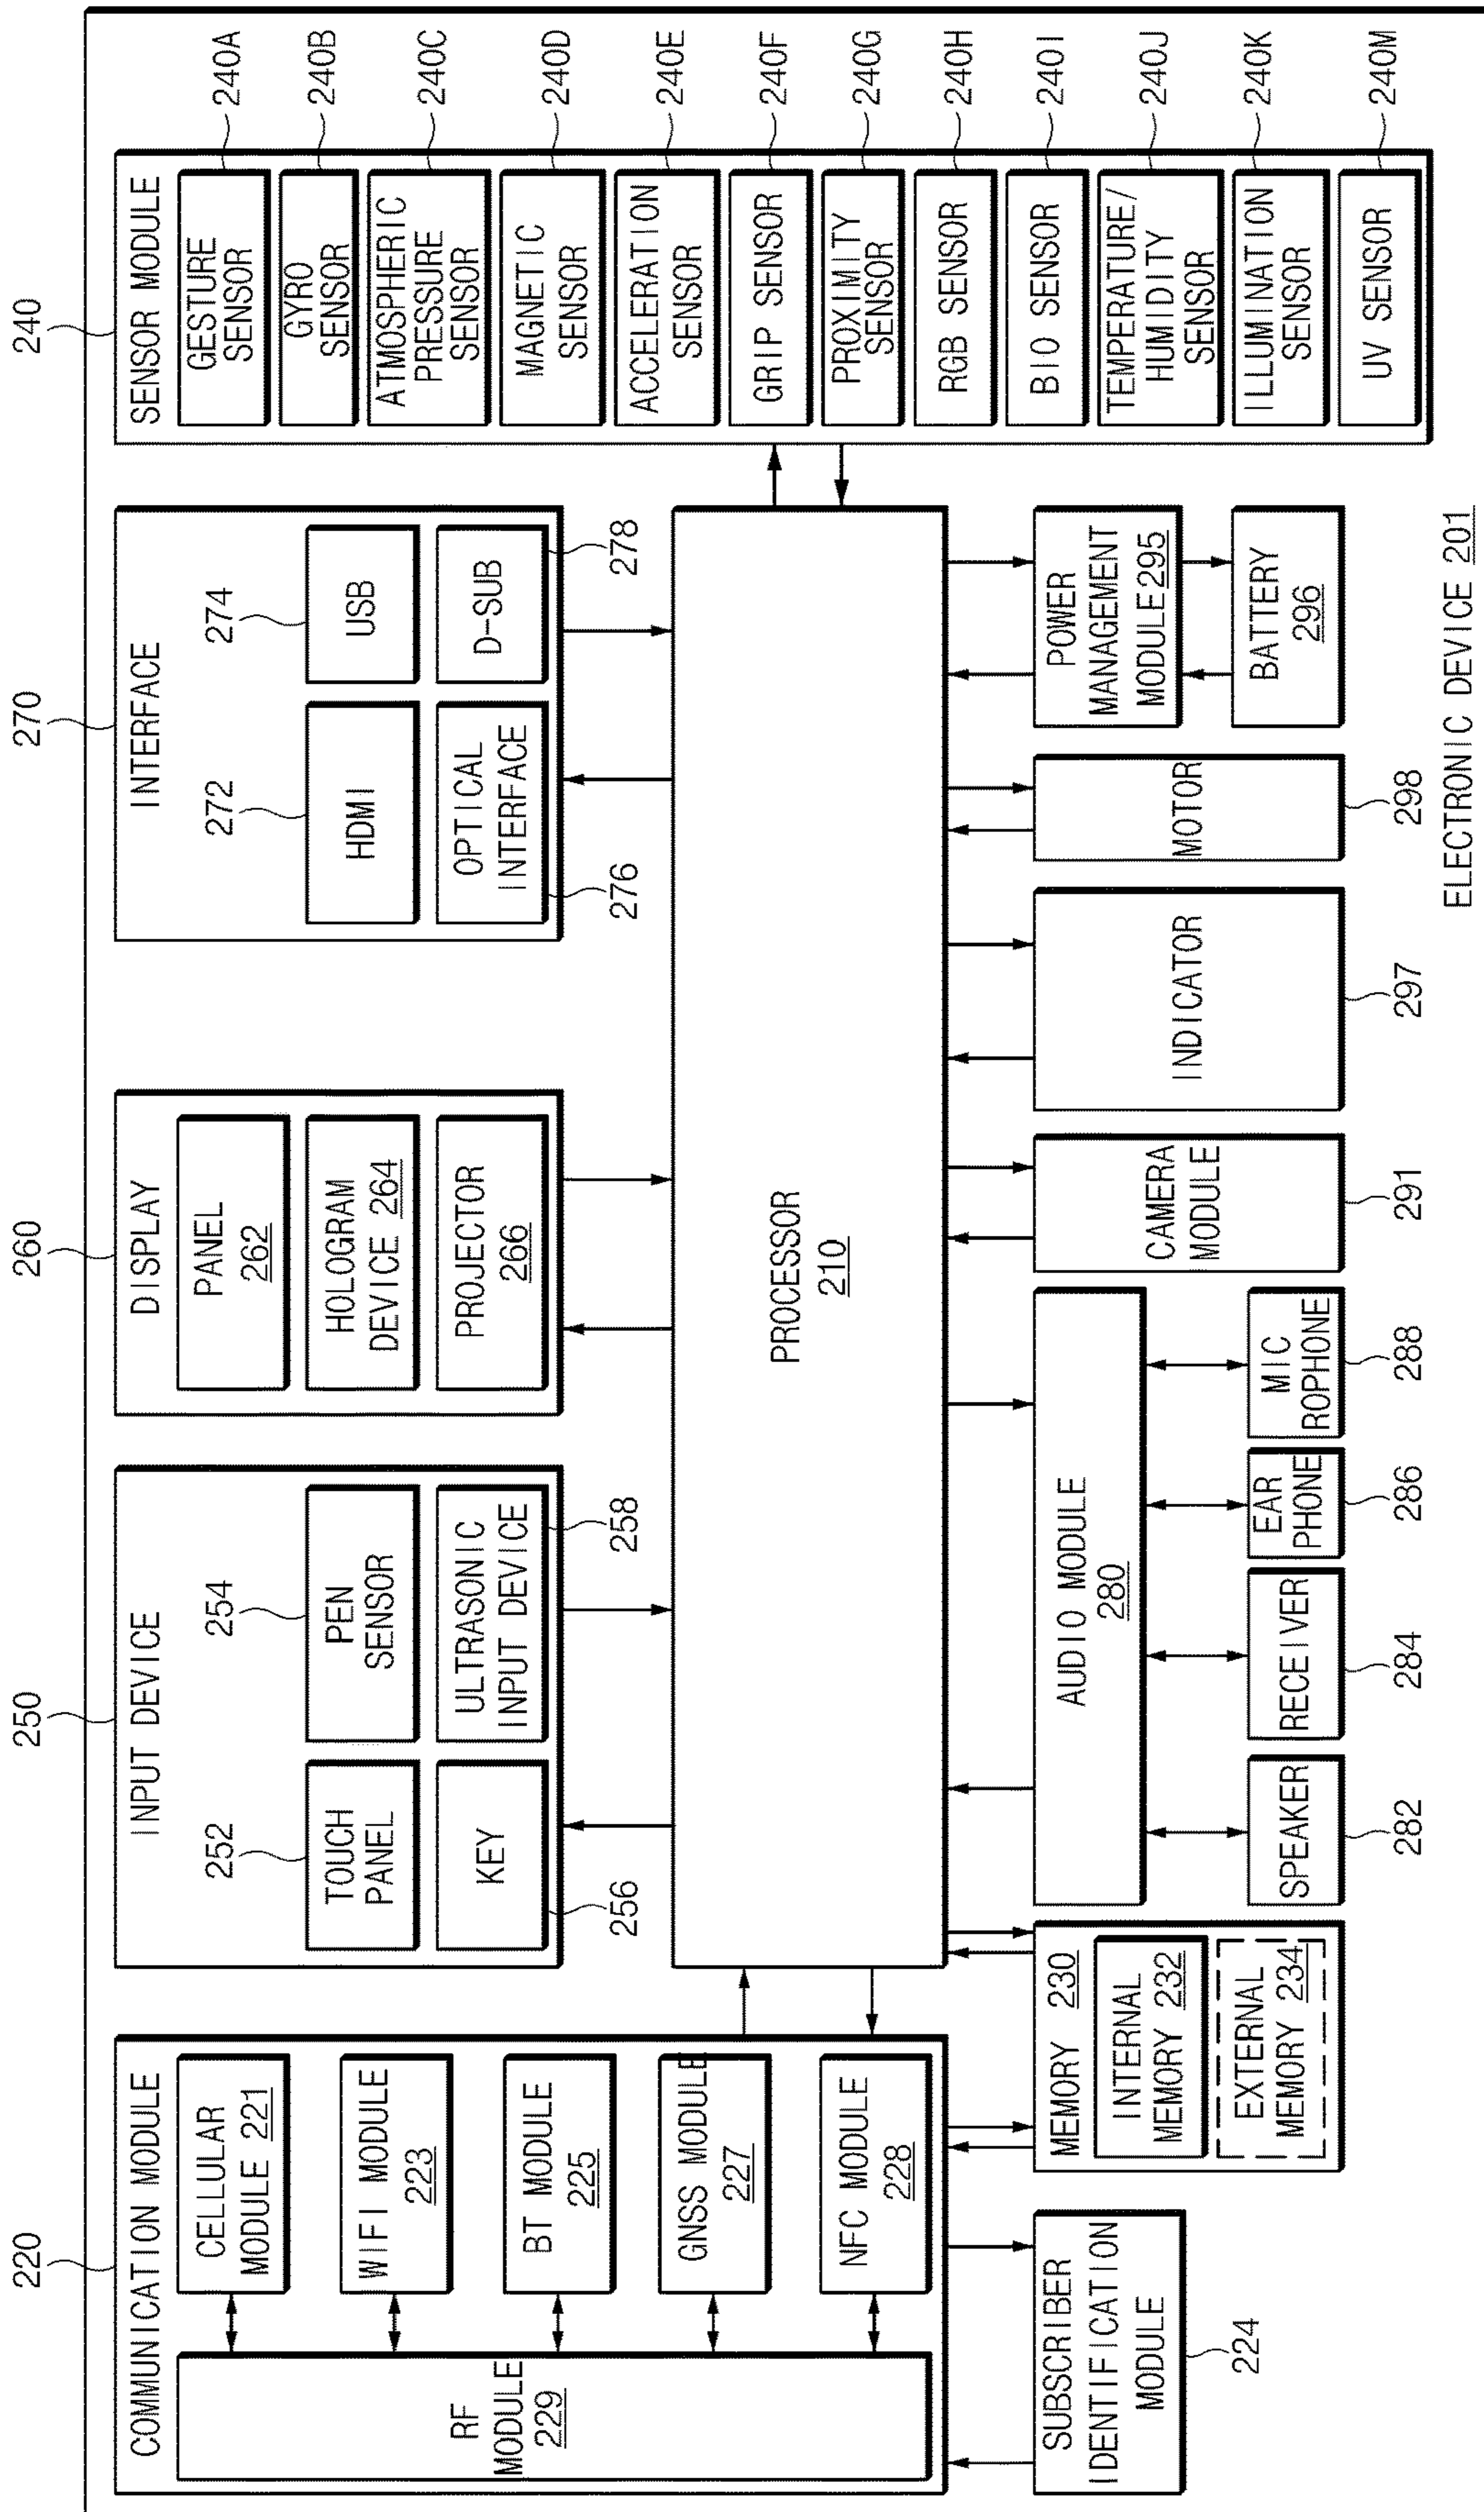 220
COMMUNICATION MODULE
RF
MODULE
229
CELLULAR
MODULE 221
WIFI MODULE
223
BT MODULE
225
GNSS MODULE
227
NFC MODULE
228
SUBSCRIBER
IDENTIFICATION
MODULE
224
250
INPUT DEVICE
252
TOUCH
PANEL
254
PEN
SENSOR
KEY
256
ULTRASONIC
INPUT DEVICE
258
260
DISPLAY
PANEL
262
HOLOGRAM
DEVICE 264
PROJECTOR
266
270
INTERFACE
272
HDMI
274
USB
OPTICAL
INTERFACE
276
D-SUB
278
240
SENSOR MODULE
GESTURE
SENSOR
240A
GYRO
SENSOR
240B
ATMOSPHERIC
PRESSURE
SENSOR
240C
MAGNETIC
SENSOR
240D
ACCELERATION
SENSOR
240E
GRIP SENSOR
240F
PROXIMITY
SENSOR
240G
RGB SENSOR
240H
BIO SENSOR
240I
TEMPERATURE/
HUMIDITY
SENSOR
240J
ILLUMINATION
SENSOR
240K
UV SENSOR
240M
PROCESSOR
210
MEMORY 230
INTERNAL
MEMORY 232
EXTERNAL
MEMORY 234
AUDIO MODULE
280
SPEAKER
282
RECEIVER
284
EAR
PHONE
286
MIC
ROPHONE
288
CAMERA
MODULE
291
INDICATOR
297
MOTOR
298
POWER
MANAGEMENT
MODULE 295
BATTERY
296
ELECTRONIC DEVICE 201